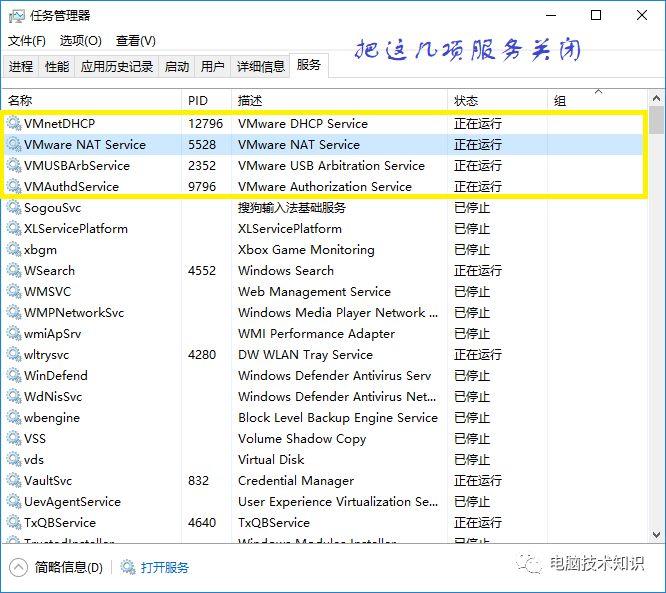 任务管理器
文件(F) 选项(O) 查看(V)
把这几项服务关闭
进程 性能 应用历史记录 启动 用户 详细信息 服务
名称 PID 描述 状态 组
VMnetDHCP 12796 VMware DHCP Service 正在运行
VMware NAT Service 5528 VMware NAT Service 正在运行
VMUSBArbService 2352 VMware USB Arbitration Service 正在运行
VMAuthdService 9796 VMware Authorization Service 正在运行
SogouSvc 搜狗输入法基础服务 已停止
XLServicePlatform XLServicePlatform 已停止
xbgm Xbox Game Monitoring 已停止
WSearch 4552 Windows Search 正在运行
WMSVC Web Management Service 已停止
WMPNetworkSvc Windows Media Player Network ... 已停止
wmiApSrv WMI Performance Adapter 已停止
wltrysvc 4280 DW WLAN Tray Service 正在运行
WinDefend Windows Defender Antivirus Serv 已停止
WdNisSvc Windows Defender Antivirus Net... 已停止
wbengine Block Level Backup Engine Service 已停止
VSS Volume Shadow Copy 已停止
vds Virtual Disk 已停止
VaultSvc 832 Credential Manager 正在运行
UevAgentService User Experience Virtualization Se... 已停止
TxQBService 4640 TxQBService 正在运行
TrustedInstaller Windows Modules Installer 已停止
简略信息(D) 打开服务
电脑技术知识